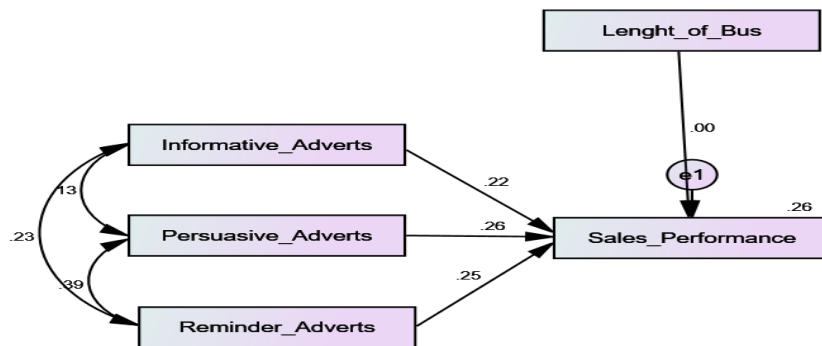 Lenght_of_Bus
.00
Informative_Adverts
13
.22
e1
.26
.23
Persuasive_Adverts
.26
Sales_Performance
.39
.25
Reminder_Adverts